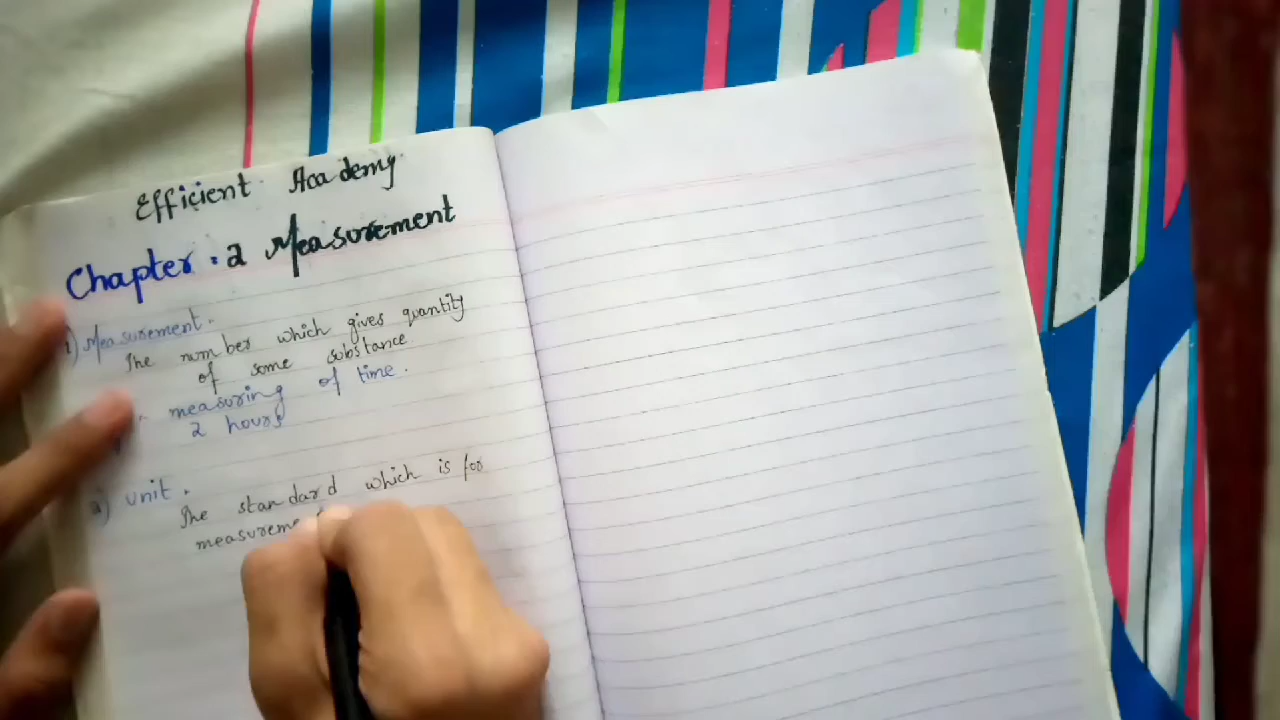 Efficient Academy
Chapter . 2 Measurement
1) Measurement.
The number which gives quantity
of some substance
measuring of time.
2 hours
2) unit.
The standard which is for